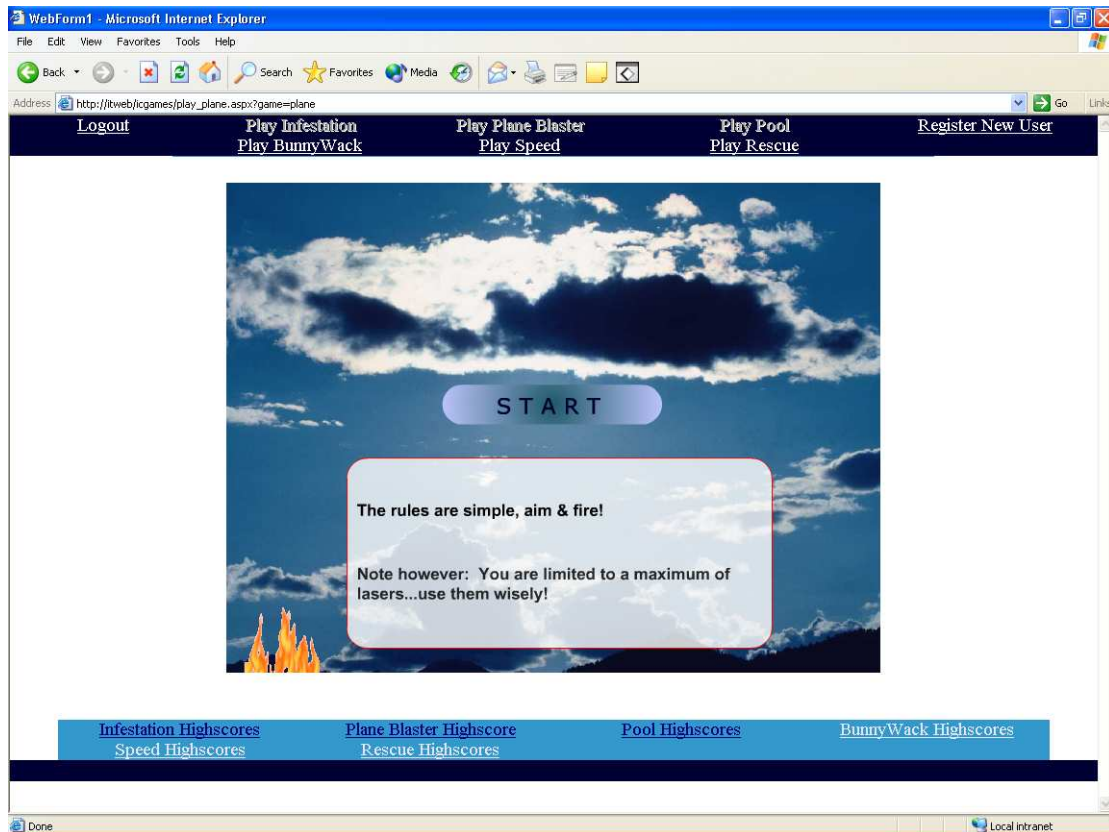 WebForm1 - Microsoft Internet Explorer
File Edit View Favorites Tools Help
Back Search Favorites Media
Address http://itweb/icgames/play_plane.aspx?game=plane Go Links
Logout Play Infestation Play Plane Blaster Play Pool Register New User
Play BunnyWack Play Speed Play Rescue
START
The rules are simple, aim & fire!
Note however: You are limited to a maximum of
lasers...use them wisely!
Infestation Highscores Plane Blaster Highscore Pool Highscores BunnyWack Highscores
Speed Highscores Rescue Highscores
Done Local intranet